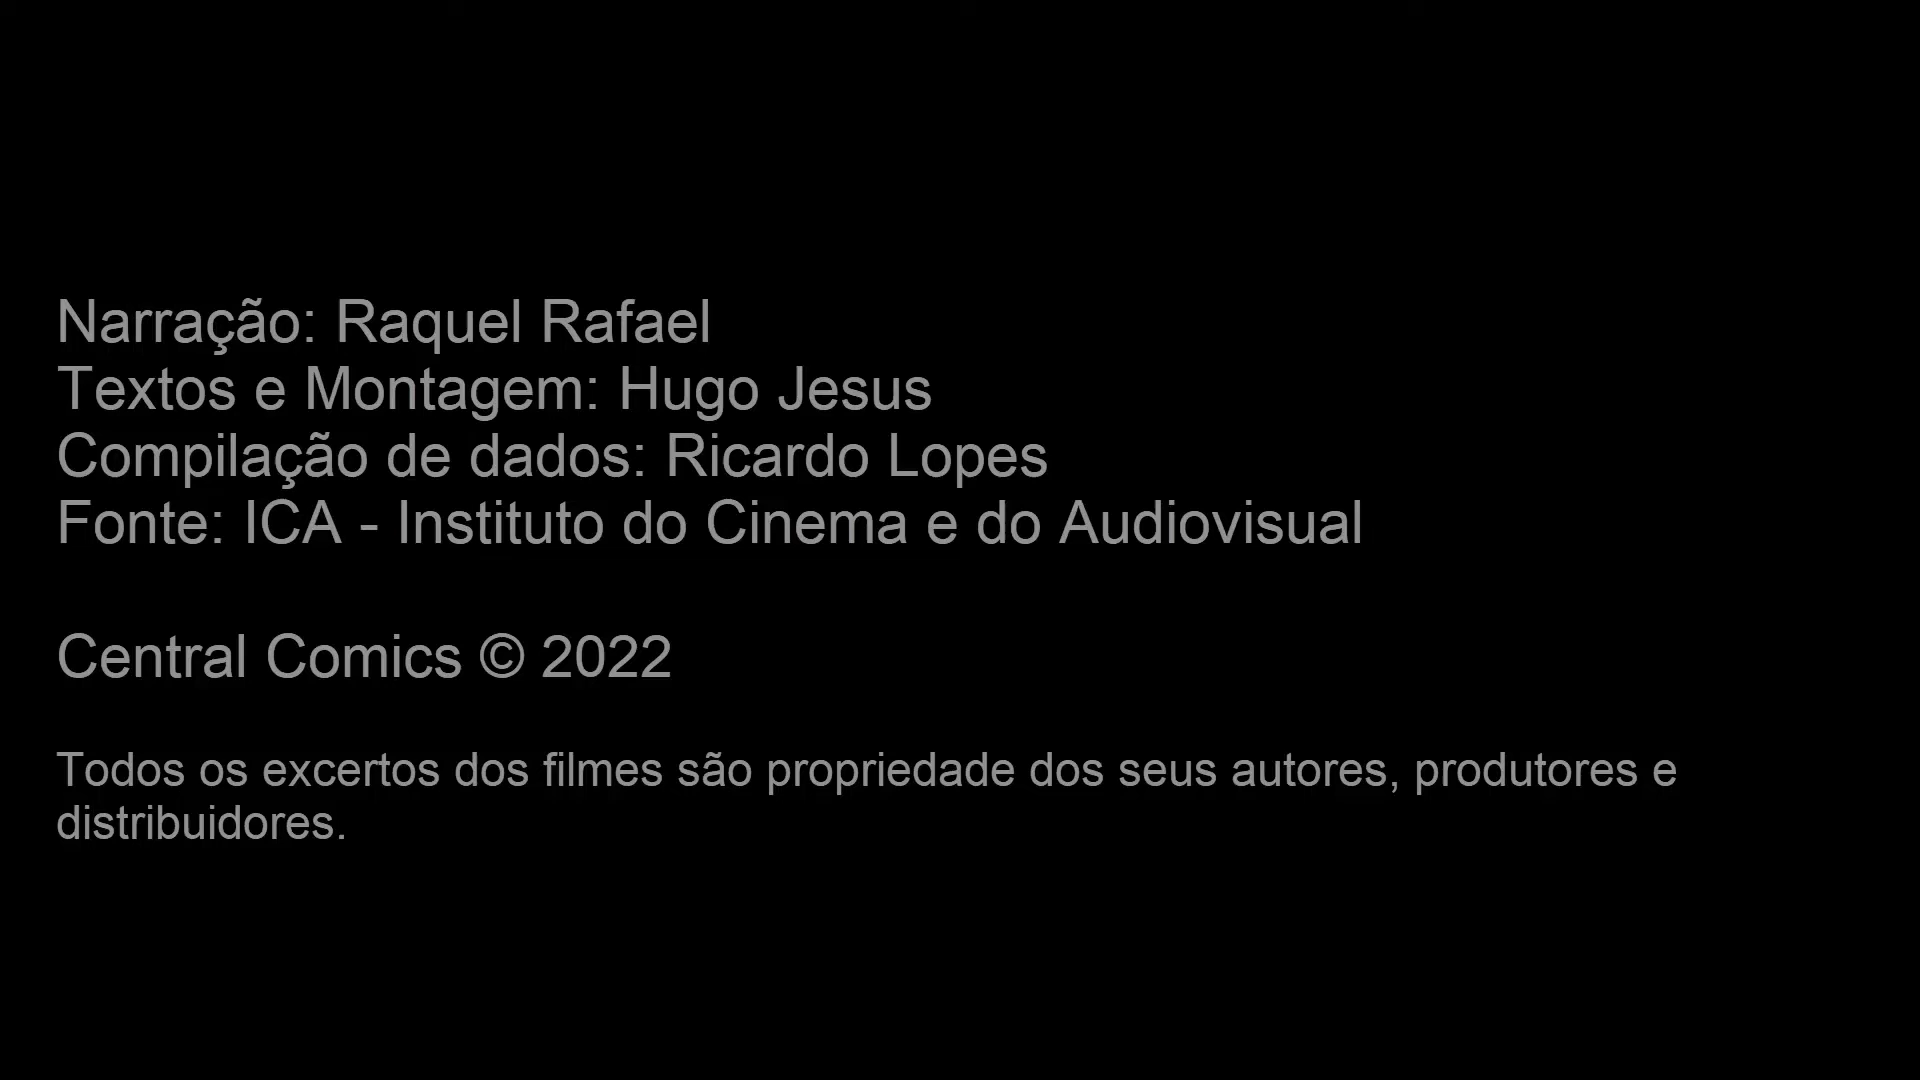 Narração: Raquel Rafael
Textos e Montagem: Hugo Jesus
Compilação de dados: Ricardo Lopes
Fonte: ICA - Instituto do Cinema e do Audiovisual
Central Comics © 2022
Todos os excertos dos filmes são propriedade dos seus autores, produtores e
distribuidores.